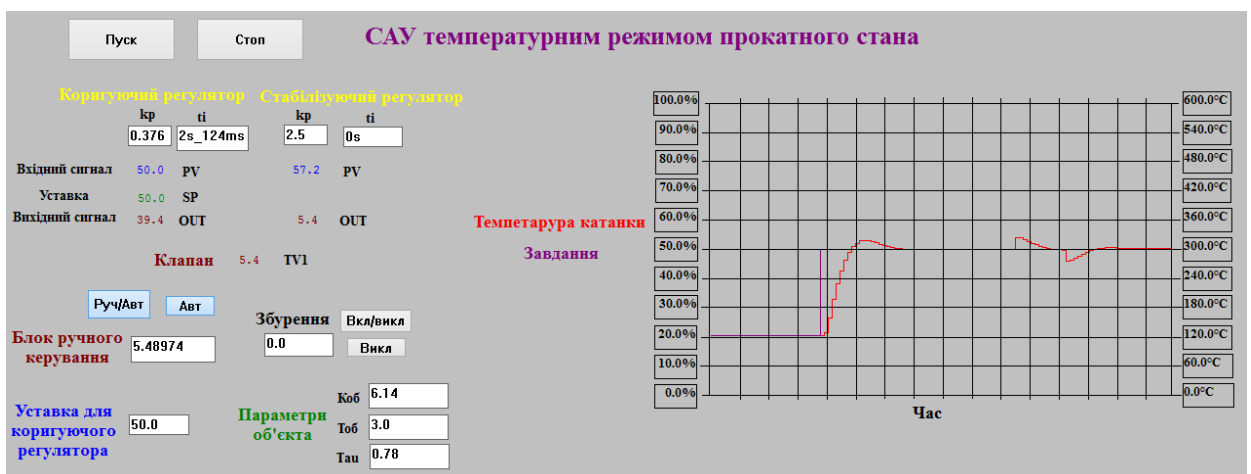 Пуск
Стоп
САУ температурним режимом прокатного стана
Коригуючий регулятор
Стабілізуючий регулятор
kp
ti
kp
ti
0.376
2s_124ms
2.5
0s
Вхідний сигнал
50.0
PV
57.2
PV
Уставка
50.0
SP
Вихідний сигнал
39.4
OUT
5.4
OUT
Клапан
5.4
TV1
Руч/Авт
Авт
Збурення
Вкл/викл
Блок ручного
керування
5.48974
0.0
Викл
Уставка для
коригуючого
регулятора
50.0
Параметри
об'єкта
Коб
6.14
Тоб
3.0
Tau
0.78
Темпетарура катанки
Завдання
100.0%
90.0%
80.0%
70.0%
60.0%
50.0%
40.0%
30.0%
20.0%
10.0%
0.0%
600.0°C
540.0°C
480.0°C
420.0°C
360.0°C
300.0°C
240.0°C
180.0°C
120.0°C
60.0°C
0.0°C
Час